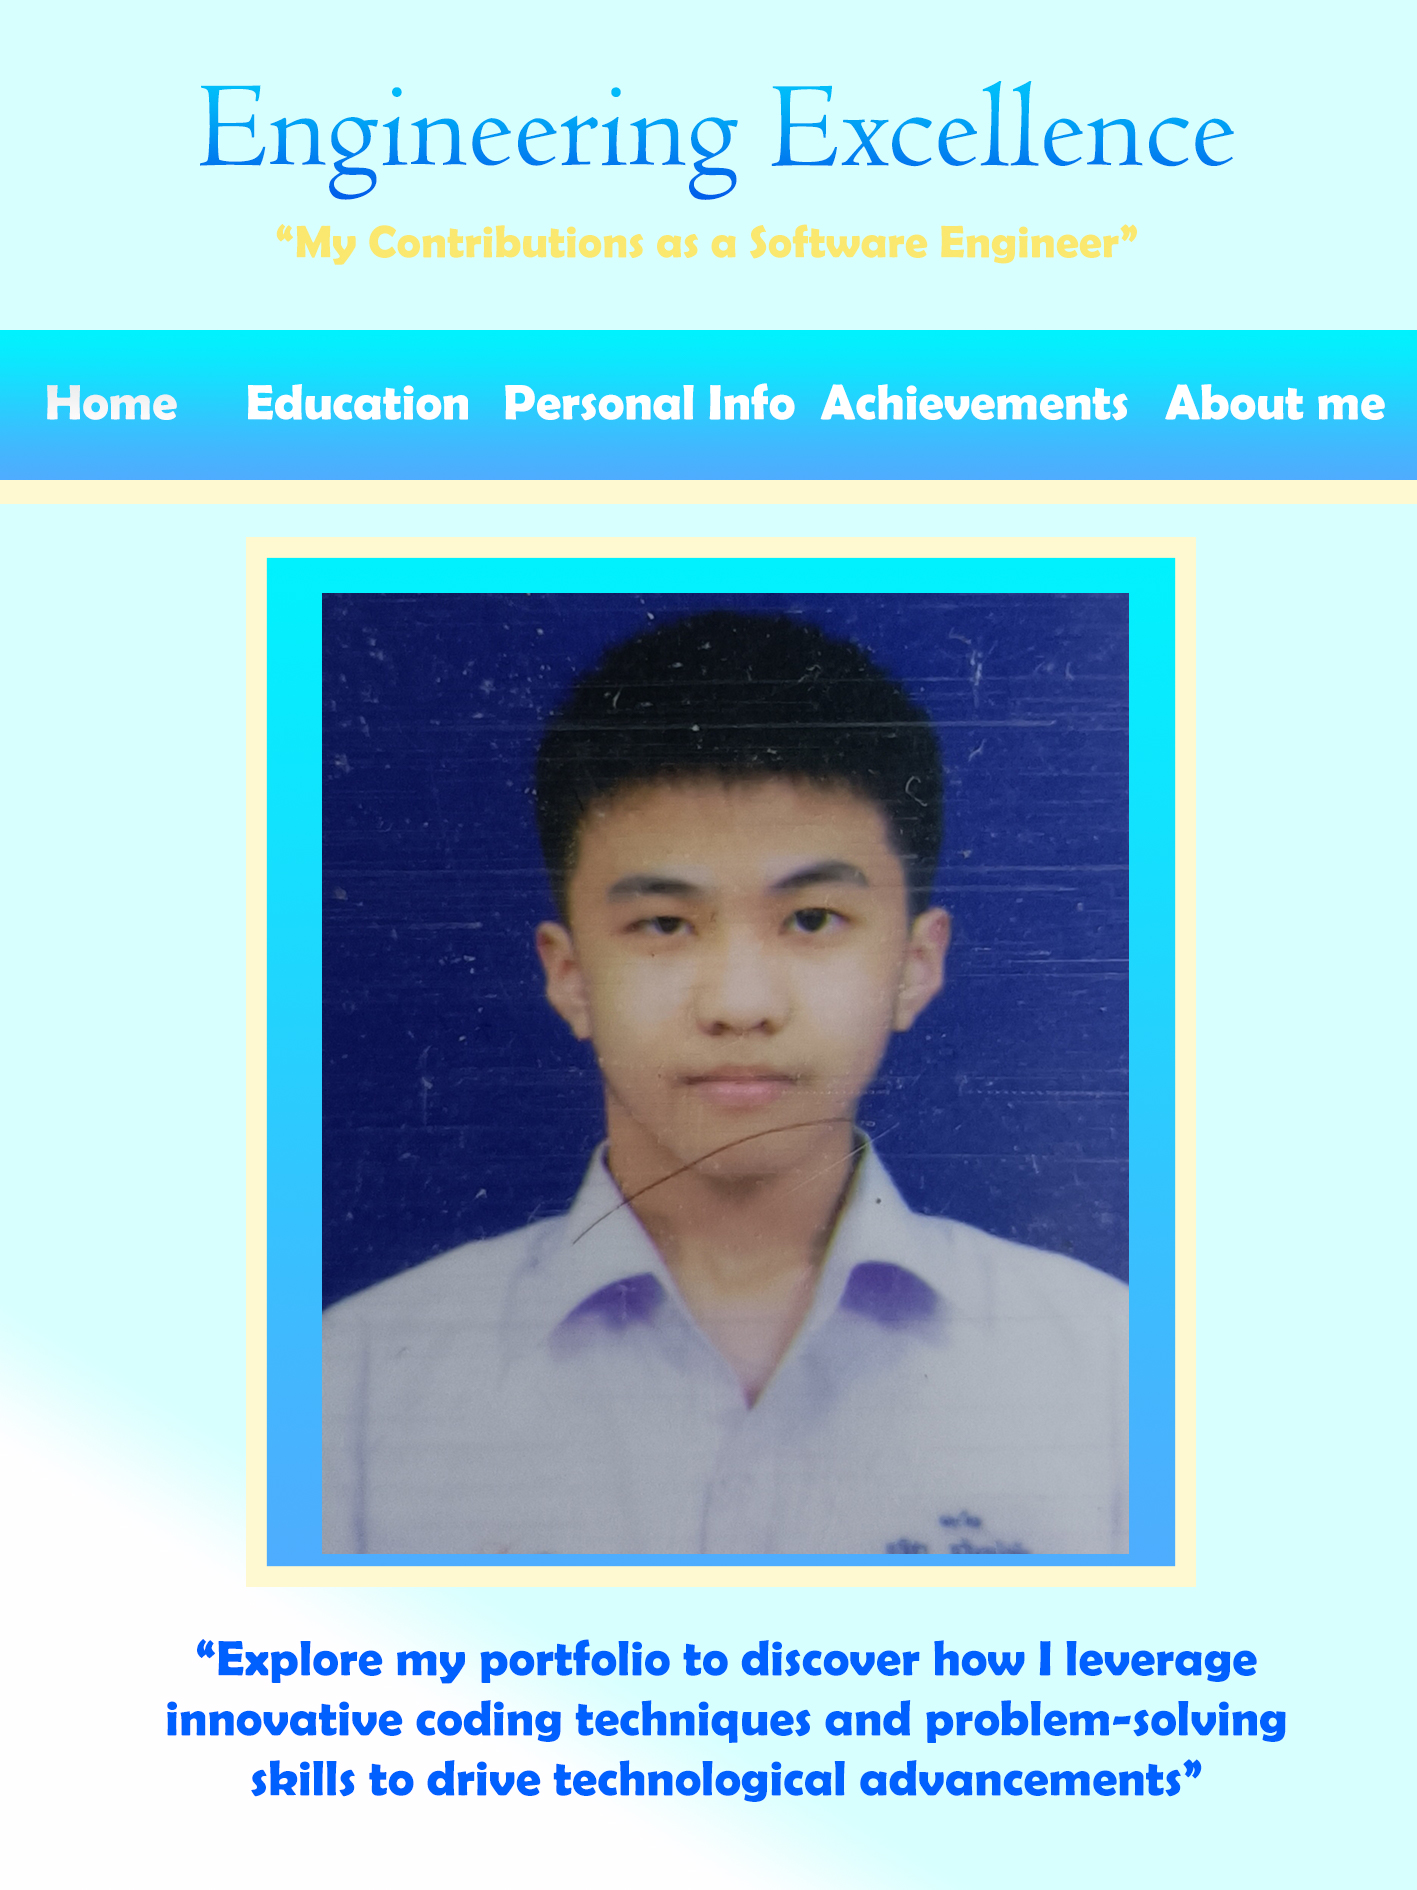 Engineering Excellence
“My Contributions as a Software Engineer”
Home Education Personal Info Achievements About me
“Explore my portfolio to discover how I leverage
innovative coding techniques and problem-solving
skills to drive technological advancements”